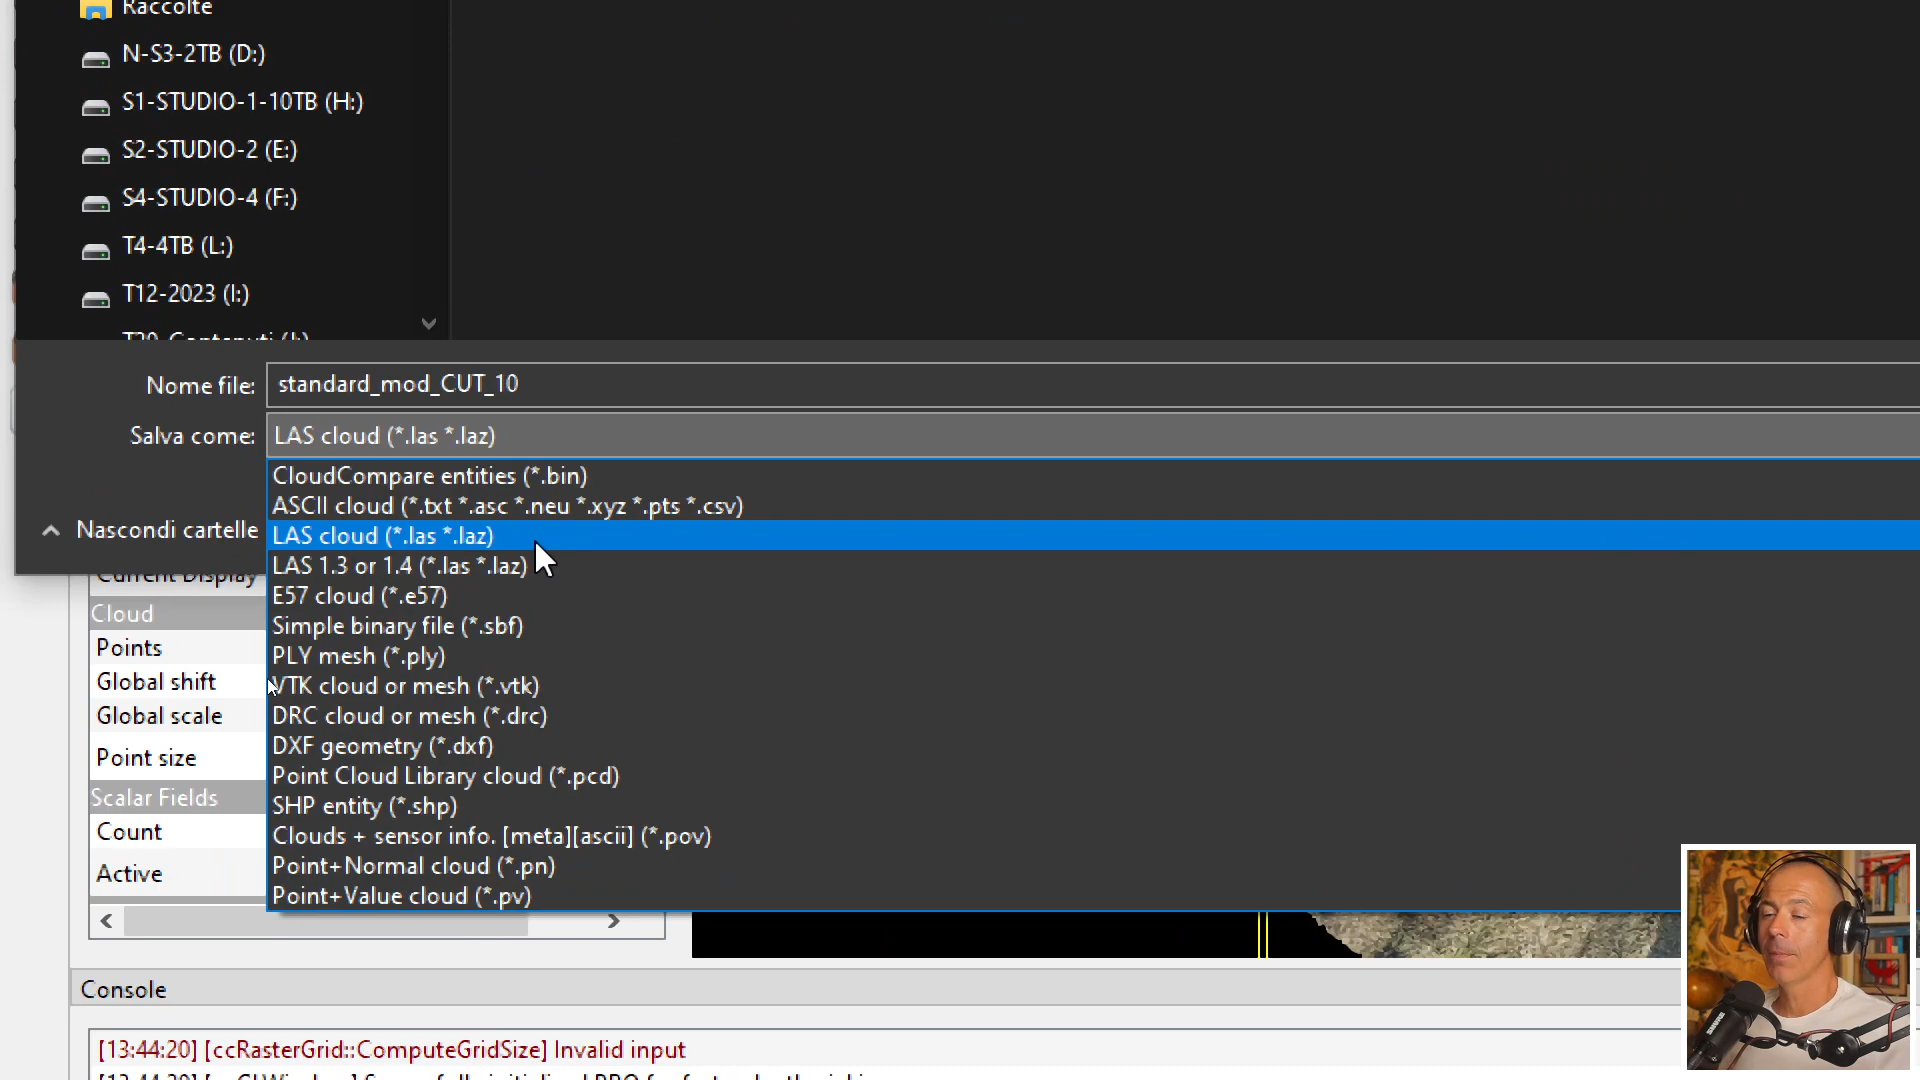 Raccolte
N-S3-2TB (D:)
S1-STUDIO-1-10TB (H:)
S2-STUDIO-2 (E:)
S4-STUDIO-4 (F:)
T4-4TB (L:)
T12-2023 (I:)
Nome file: standard_mod_CUT_10
Salva come: LAS cloud (*.las *.laz)
CloudCompare entities (*.bin)
ASCII cloud (*.txt *.asc *.neu *.xyz *.pts *.csv)
LAS cloud (*.las *.laz)
LAS 1.3 or 1.4 (*.las *.laz)
E57 cloud (*.e57)
Simple binary file (*.sbf)
PLY mesh (*.ply)
VTK cloud or mesh (*.vtk)
DRC cloud or mesh (*.drc)
DXF geometry (*.dxf)
Point Cloud Library cloud (*.pcd)
SHP entity (*.shp)
Clouds + sensor info. [meta][ascii] (*.pov)
Point+Normal cloud (*.pn)
Point+Value cloud (*.pv)
Nascondi cartelle
Current Display
Cloud
Points
Global shift
Global scale
Point size
Scalar Fields
Count
Active
Console
[13:44:20] [ccRasterGrid::ComputeGridSize] Invalid input